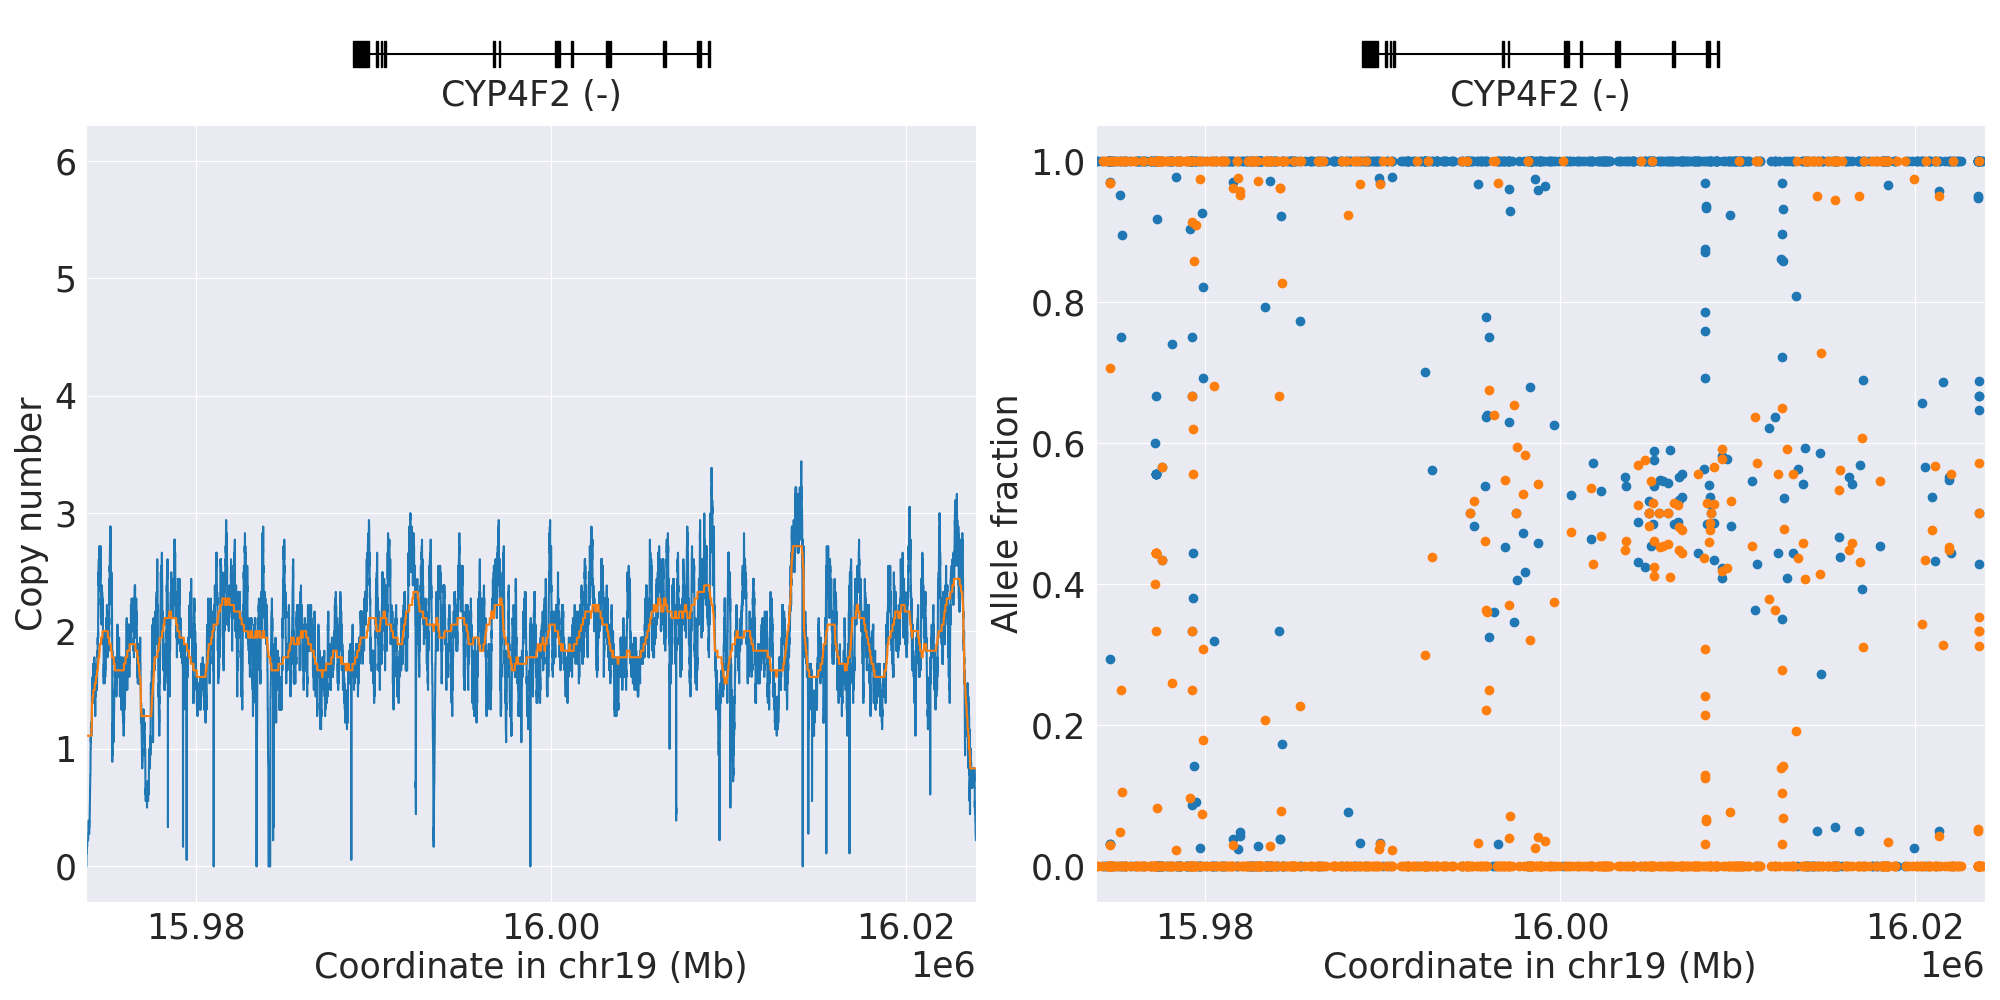 CYP4F2 (-)
Copy number
6
5
4
3
2
1
0
15.98
16.00
16.02
Coordinate in chr19 (Mb)
1e6
CYP4F2 (-)
Allele fraction
1.0
0.8
0.6
0.4
0.2
0.0
15.98
16.00
16.02
Coordinate in chr19 (Mb)
1e6